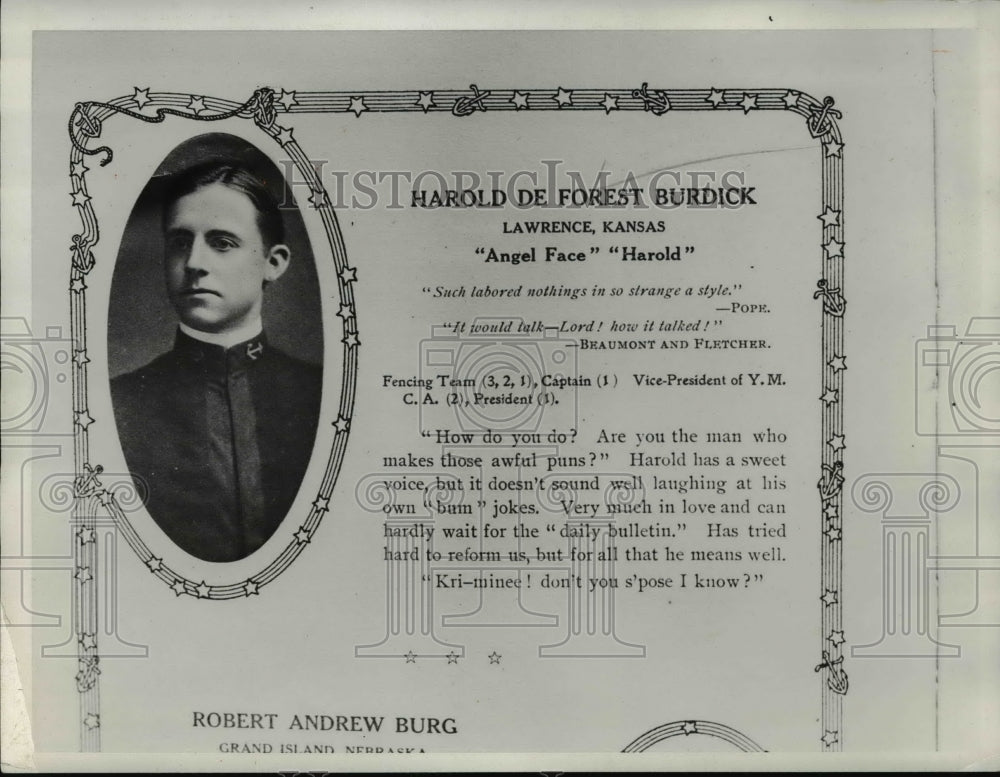 HISTORIC IMAGES
HAROLD DE FOREST BURDICK
LAWRENCE, KANSAS
"Angel Face" "Harold"
"Such labored nothings in so strange a style."
—POPE.
"It would talk—Lord! how it talked!"
—BEAUMONT AND FLETCHER.
Fencing Team (3, 2, 1), Captain (1) Vice-President of Y. M.
C. A. (2), President (1).
"How do you do? Are you the man who
makes those awful puns?" Harold has a sweet
voice, but it doesn't sound well laughing at his
own "bum" jokes. Very much in love and can
hardly wait for the "daily bulletin." Has tried
hard to reform us, but for all that he means well.
"Kri-minee! don't you s'pose I know?"
ROBERT ANDREW BURG
GRAND ISLAND, NEBRASKA